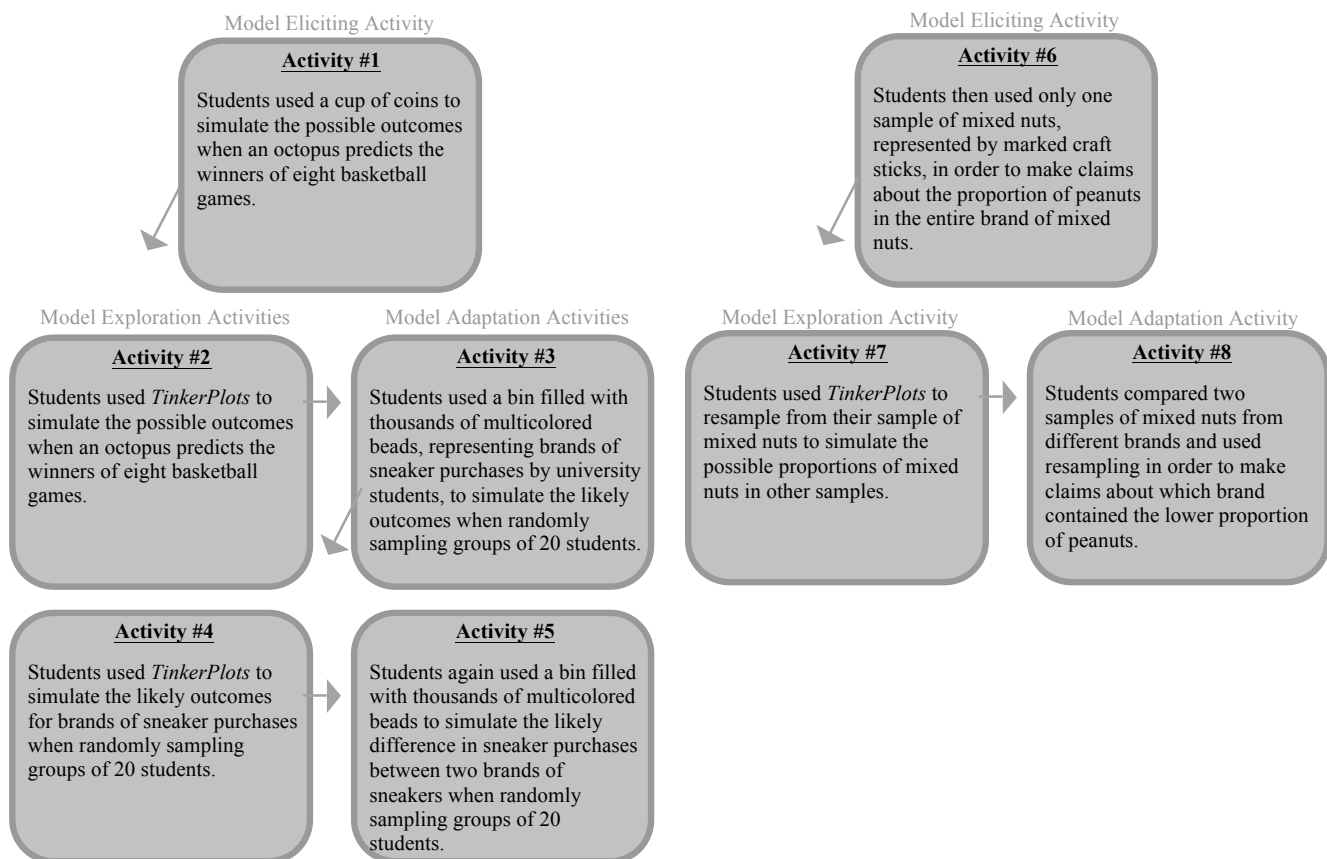 Model Eliciting Activity
Activity #1
Students used a cup of coins to
simulate the possible outcomes
when an octopus predicts the
winners of eight basketball
games.
Model Exploration Activities
Activity #2
Students used TinkerPlots to
simulate the possible outcomes
when an octopus predicts the
winners of eight basketball
games.
Model Adaptation Activities
Activity #3
Students used a bin filled with
thousands of multicolored
beads, representing brands of
sneaker purchases by university
students, to simulate the likely
outcomes when randomly
sampling groups of 20 students.
Activity #4
Students used TinkerPlots to
simulate the likely outcomes
for brands of sneaker purchases
when randomly sampling
groups of 20 students.
Activity #5
Students again used a bin filled
with thousands of multicolored
beads to simulate the likely
difference in sneaker purchases
between two brands of
sneakers when randomly
sampling groups of 20
students.
Model Eliciting Activity
Activity #6
Students then used only one
sample of mixed nuts,
represented by marked craft
sticks, in order to make claims
about the proportion of peanuts
in the entire brand of mixed
nuts.
Model Exploration Activity
Activity #7
Students used TinkerPlots to
resample from their sample of
mixed nuts to simulate the
possible proportions of mixed
nuts in other samples.
Model Adaptation Activity
Activity #8
Students compared two
samples of mixed nuts from
different brands and used
resampling in order to make
claims about which brand
contained the lower proportion
of peanuts.